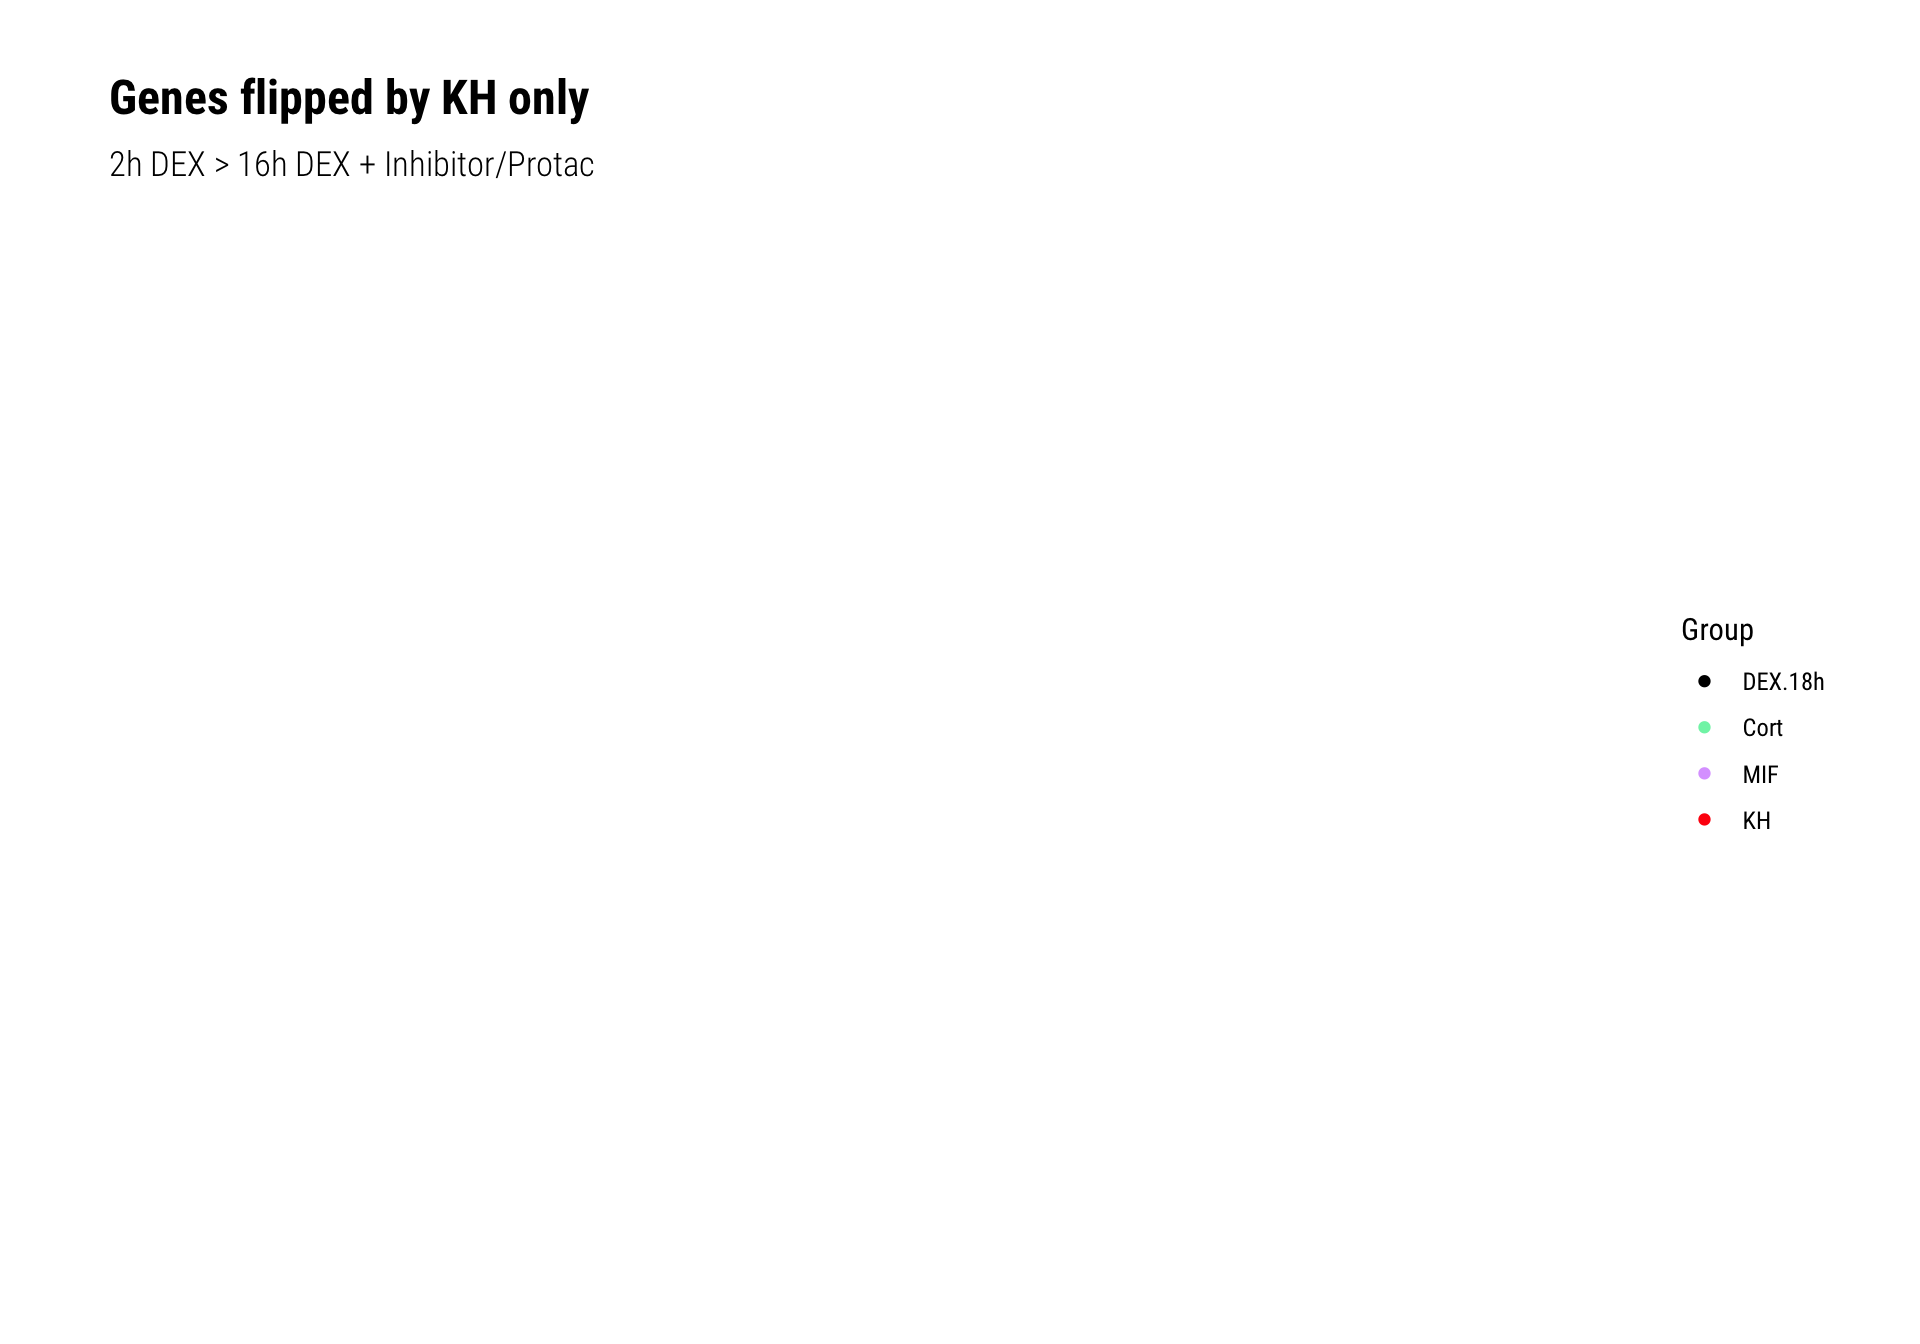 Genes flipped by KH only
2h DEX > 16h DEX + Inhibitor/Protac
Group
DEX.18h
Cort
MIF
KH